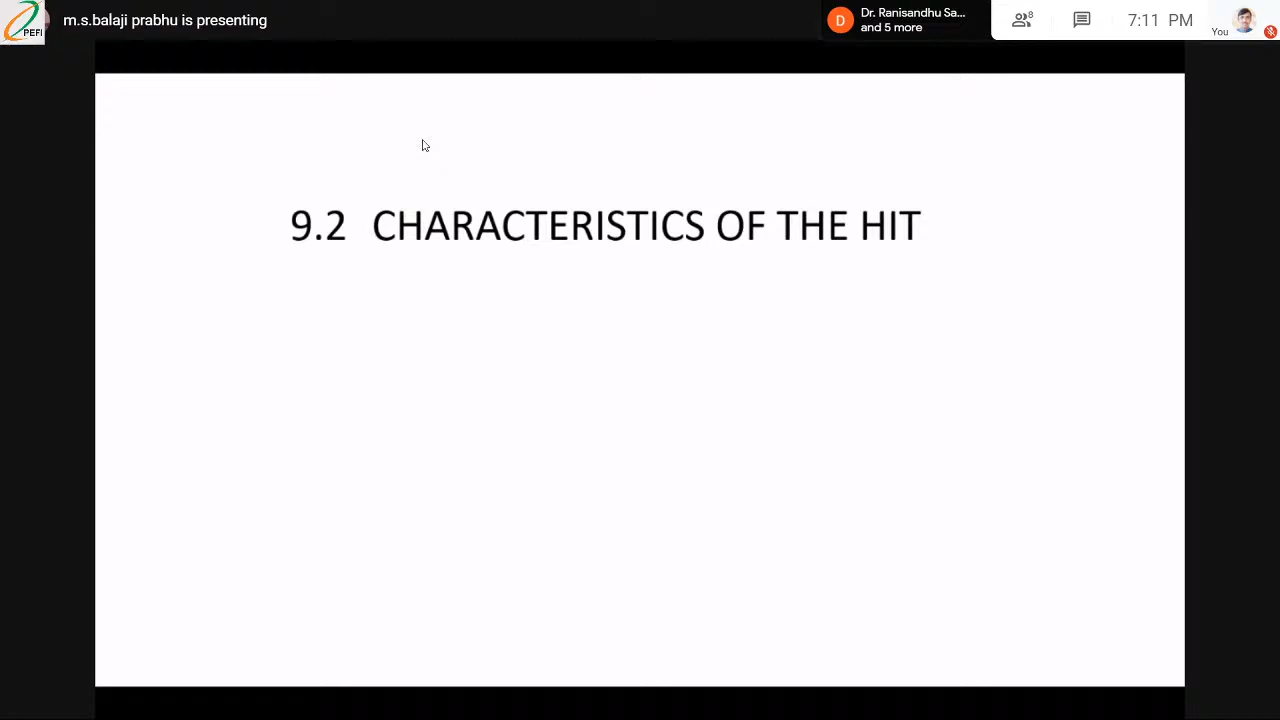 PEFI
m.s.balaji prabhu is presenting
D
Dr. Ranisandhu Sa...
and 5 more
8
7:11 PM
You
9.2 CHARACTERISTICS OF THE HIT